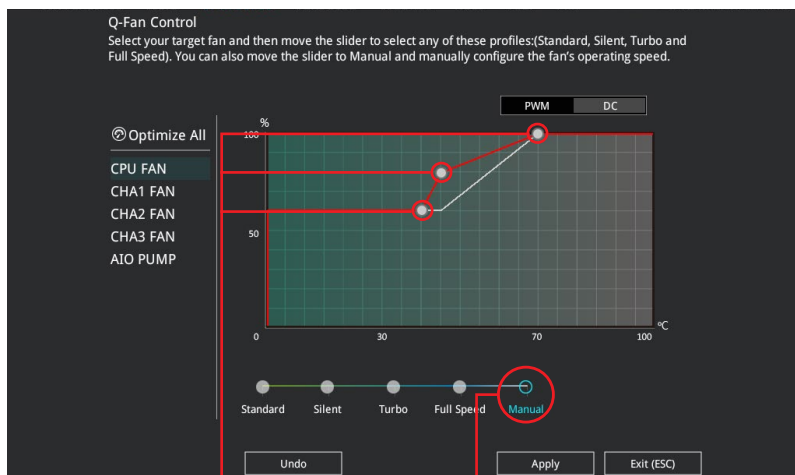 Q-Fan Control
Select your target fan and then move the slider to select any of these profiles:(Standard, Silent, Turbo and
Full Speed). You can also move the slider to Manual and manually configure the fan's operating speed.
PWM DC
%
Optimize All
100
CPU FAN
CHA1 FAN
CHA2 FAN
50
CHA3 FAN
AIO PUMP
°C
0 30 70 100
Standard Silent Turbo Full Speed Manual
Undo Apply Exit (ESC)